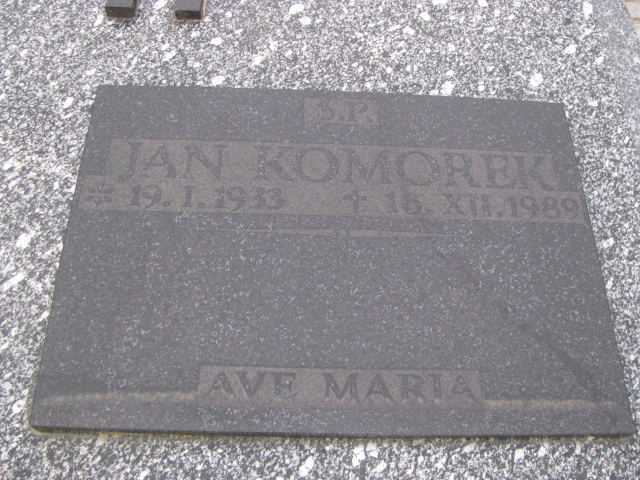 Ś.P.
JAN KOMOREK
* 19. I. 1933 ✝ 16. XII. 1989
AVE MARIA